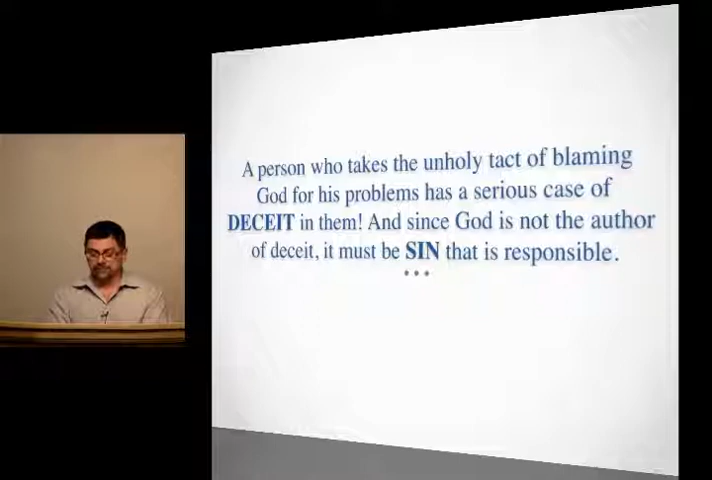 A person who takes the unholy tact of blaming
God for his problems has a serious case of
DECEIT in them! And since God is not the author
of deceit, it must be SIN that is responsible.
•••